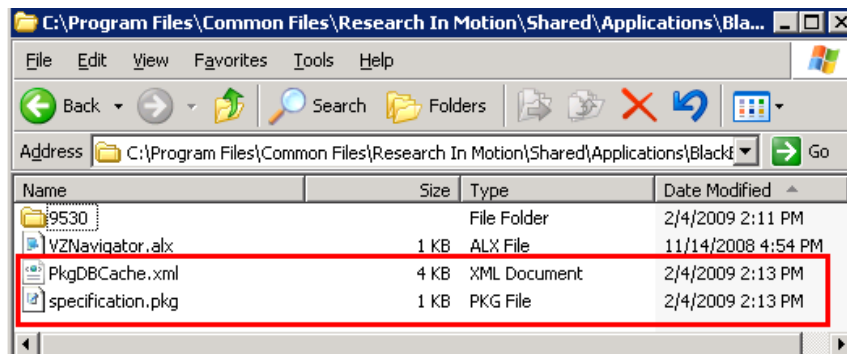 C:\Program Files\Common Files\Research In Motion\Shared\Applications\Bla...
File Edit View Favorites Tools Help
Back Search Folders
Address C:\Program Files\Common Files\Research In Motion\Shared\Applications\BlackB Go
Name Size Type Date Modified
9530 File Folder 2/4/2009 2:11 PM
VZNavigator.alx 1 KB ALX File 11/14/2008 4:54 PM
PkgDBCache.xml 4 KB XML Document 2/4/2009 2:13 PM
specification.pkg 1 KB PKG File 2/4/2009 2:13 PM